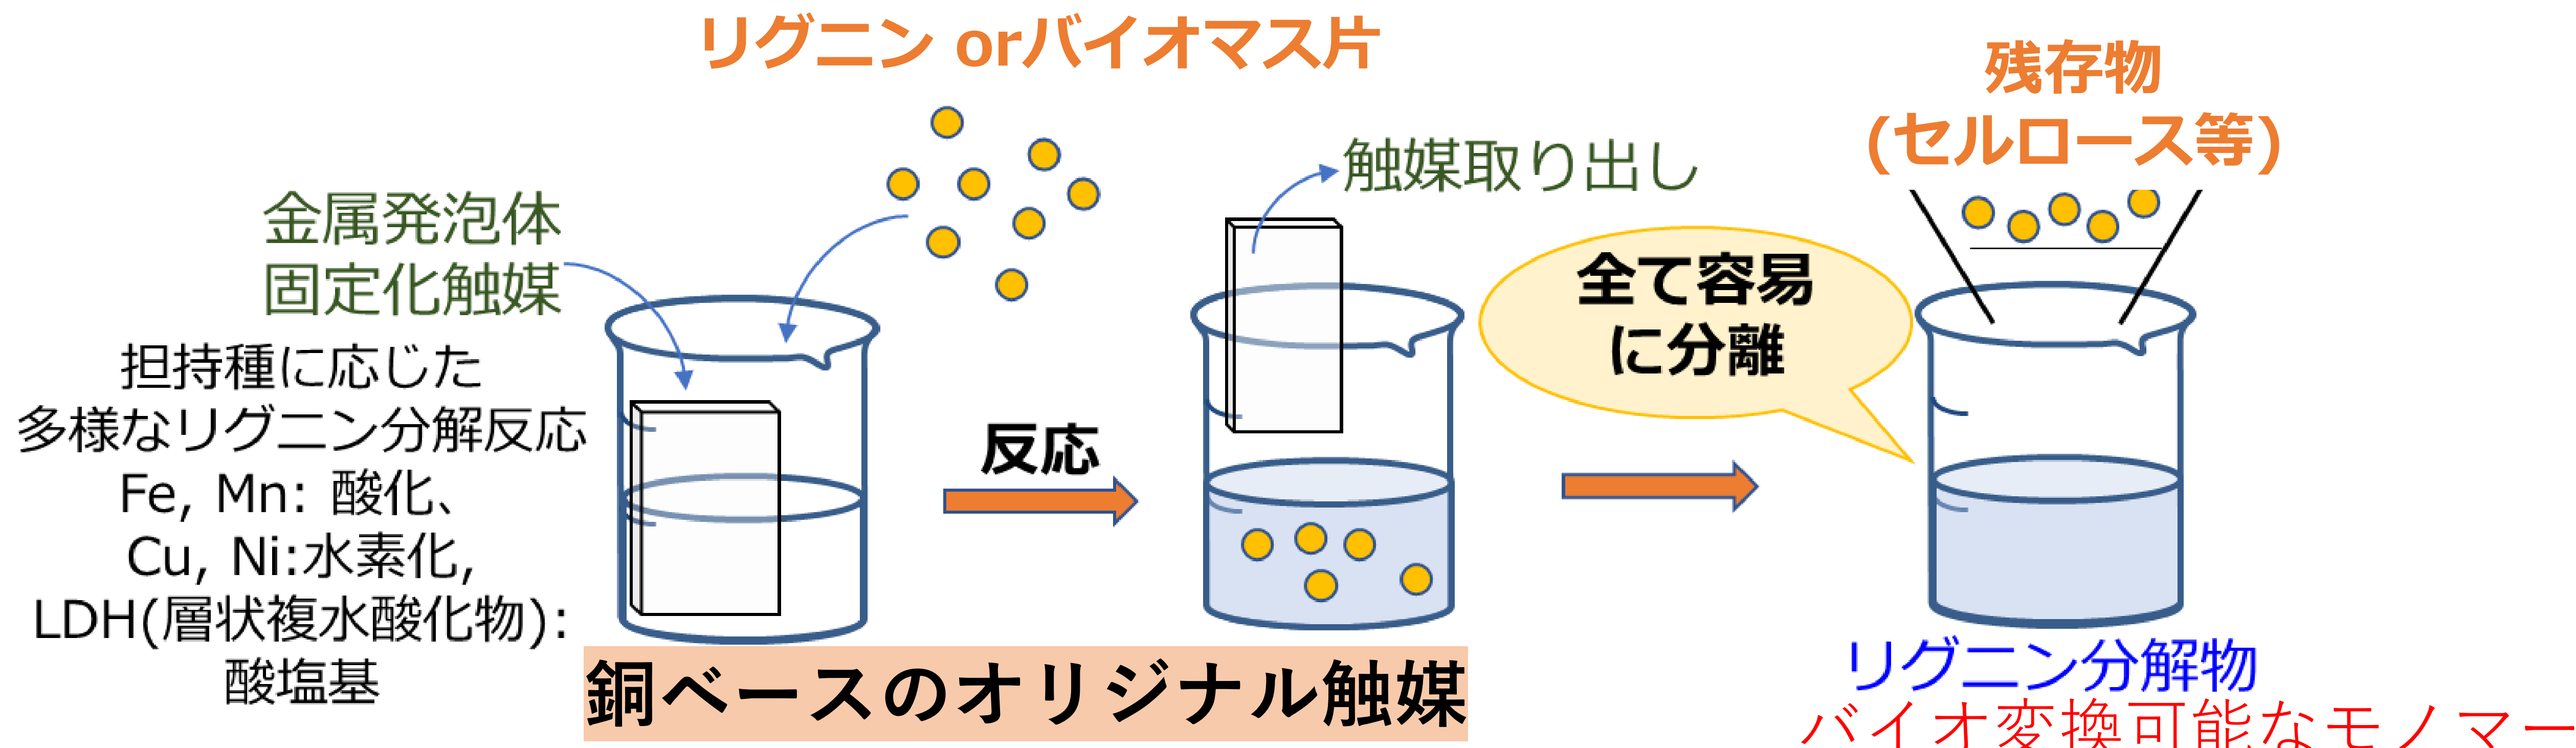 リグニン orバイオマス片
金属発泡体
固定化触媒
担持種に応じた
多様なリグニン分解反応
Fe, Mn: 酸化、
Cu, Ni:水素化,
LDH(層状複水酸化物):
酸塩基
銅ベースのオリジナル触媒
反応
触媒取り出し
全て容易
に分離
残存物
(セルロース等)
リグニン分解物
バイオ変換可能なモノマー